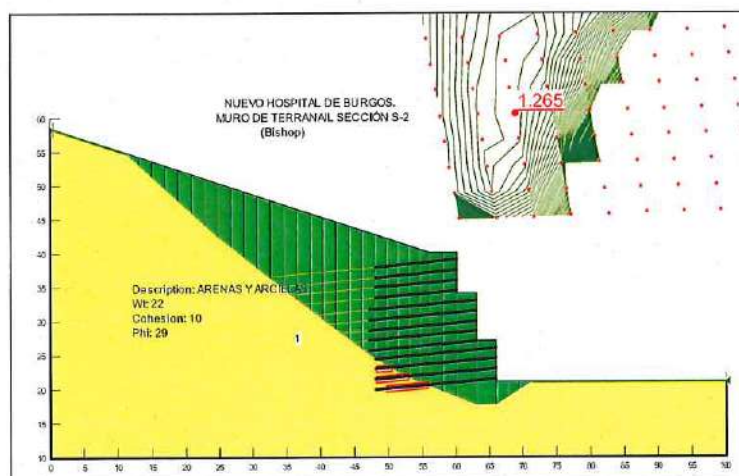 NUEVO HOSPITAL DE BURGOS.
MURO DE TERRANAL SECCIÓN S-2
(Bishop)
1.265
60
55
50
45
40
35
30
25
20
15
10
Description: ARENAS Y
Wt: 22
Cohesion: 10
Phi: 29
1
0 5 10 15 20 25 30 35 40 45 50 55 60 65 70 75 80 85 90 95 100